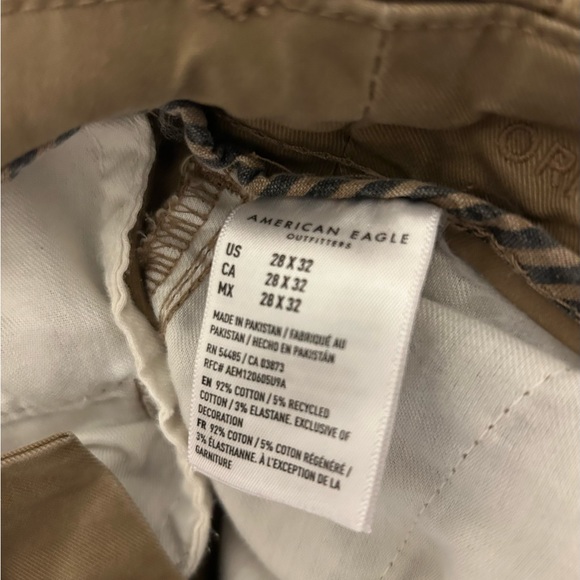 AMERICAN EAGLE
OUTFITTERS
US 28 X 32
CA 28 X 32
MX 28 X 32
MADE IN PAKISTAN / FABRIQUÉ AU
PAKISTAN / HECHO EN PAKISTÁN
RN 54485 / CA 03873
RFC# AEM120605U9A
EN 92% COTTON / 5% RECYCLED
COTTON / 3% ELASTANE. EXCLUSIVE OF
DECORATION
FR 92% COTON / 5% COTON RÉGÉNÉRÉ /
3% ÉLASTHANNE. À L'EXCEPTION DE LA
GARNITURE